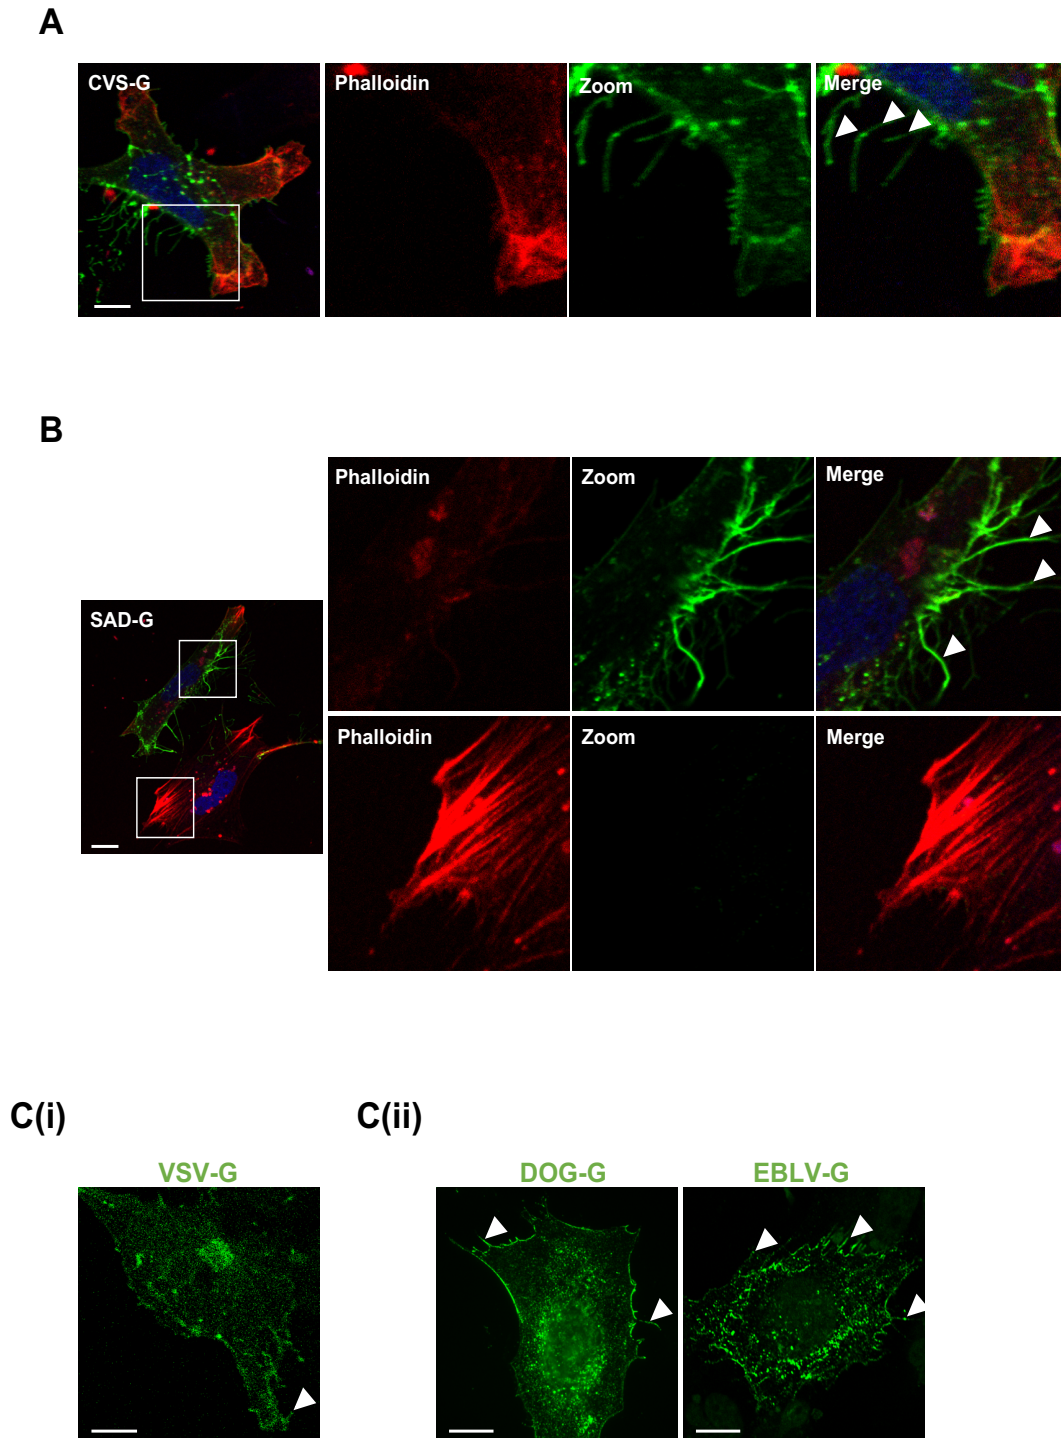 A
CVS-G
Phalloidin
Zoom
Merge
B
Phalloidin
Zoom
Merge
SAD-G
Phalloidin
Zoom
Merge
C(i)
C(ii)
VSV-G
DOG-G
EBLV-G